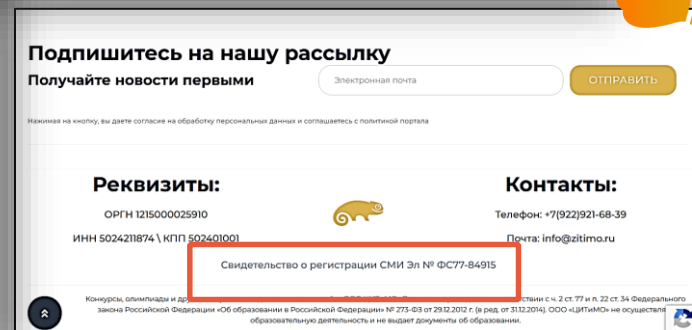 Подпишитесь на нашу рассылку
Получайте новости первыми
Электронная почта
ОТПРАВИТЬ
Нажимая на кнопку, вы даете согласие на обработку персональных данных и соглашаетесь с политикой портала
Реквизиты:
Контакты:
ОРГН 1215000025910
Телефон: +7(922)921-68-39
ИНН 5024211874 \ КПП 502401001
Почта: info@zitimo.ru
Свидетельство о регистрации СМИ Эл № ФС77-84915
Конкурсы, олимпиады и ствии с ч. 2 ст. 77 и п. 22 ст. 34 Федерального
закона Российской Федерации «Об образовании в Российской Федерации» № 273-ФЗ от 29.12.2012 г. (в ред. от 31.12.2014). ООО «ЦИТиМО» не осуществля
образовательную деятельность и не выдает документы об образовании.